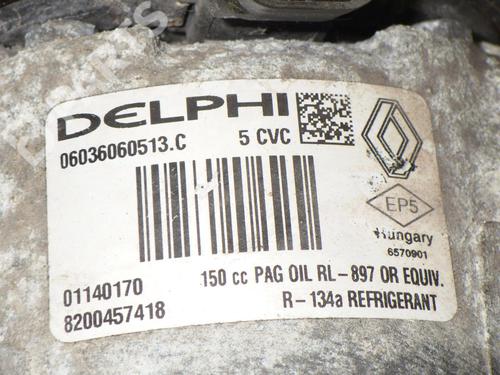 DELPHI
06036060513.C 5 CVC
EP5
Hungary
6570901
01140170 150 cc PAG OIL RL-897 OR EQUIV.
8200457418 R-134a REFRIGERANT